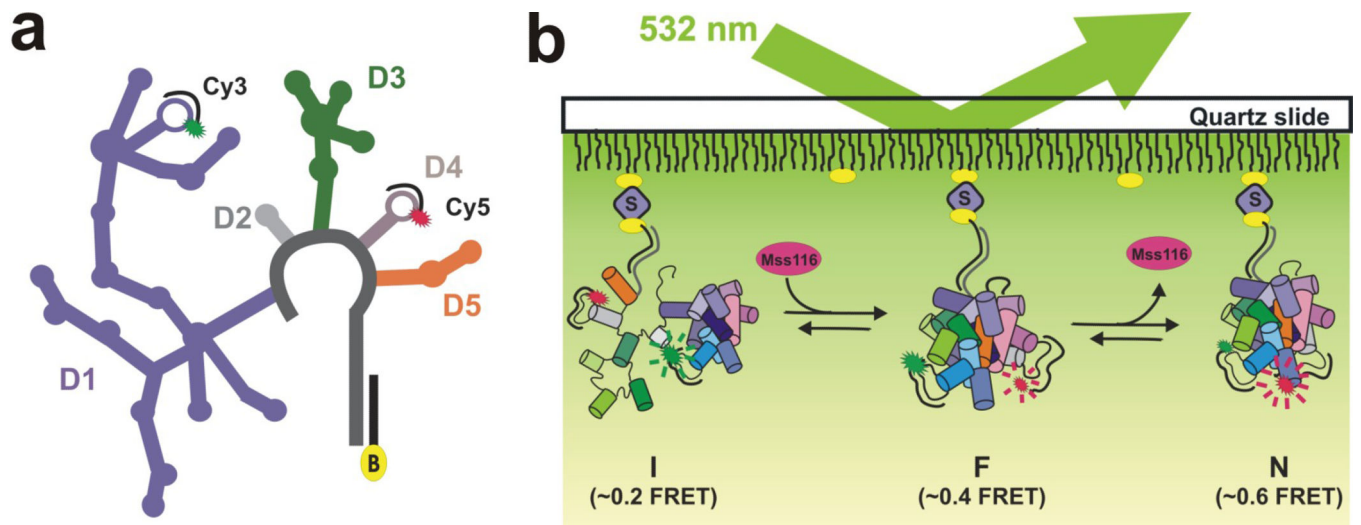 a
Cy3
D3
D4
Cy5
D2
D5
D1
B
b
532 nm
Quartz slide
S
S
S
Mss116
Mss116
I
(~0.2 FRET)
F
(~0.4 FRET)
N
(~0.6 FRET)